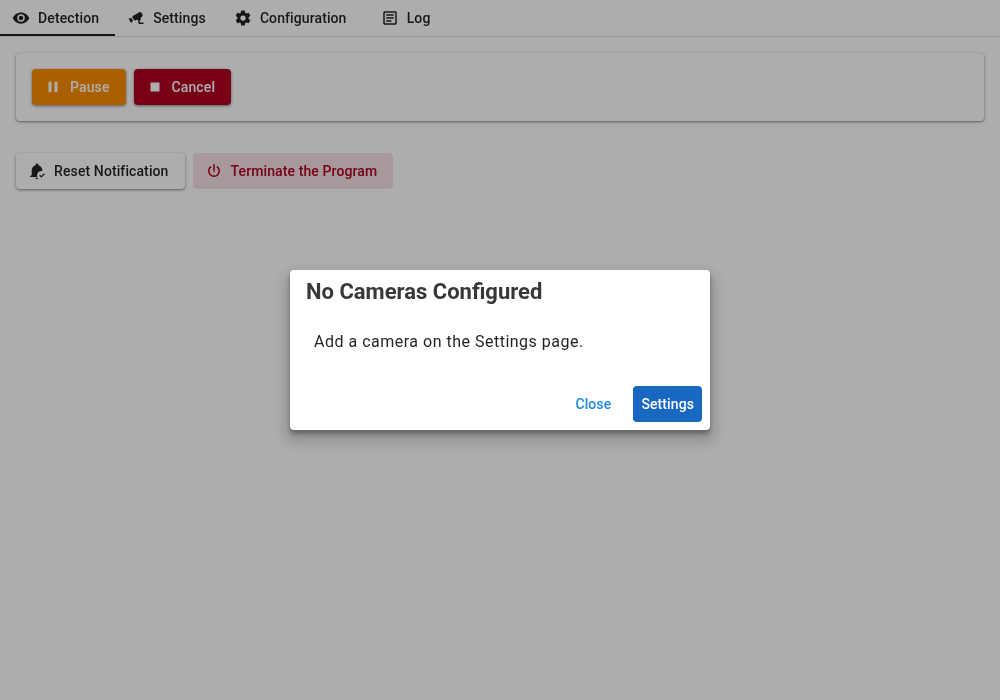 Detection Settings Configuration Log
Pause Cancel
Reset Notification Terminate the Program
No Cameras Configured
Add a camera on the Settings page.
Close Settings